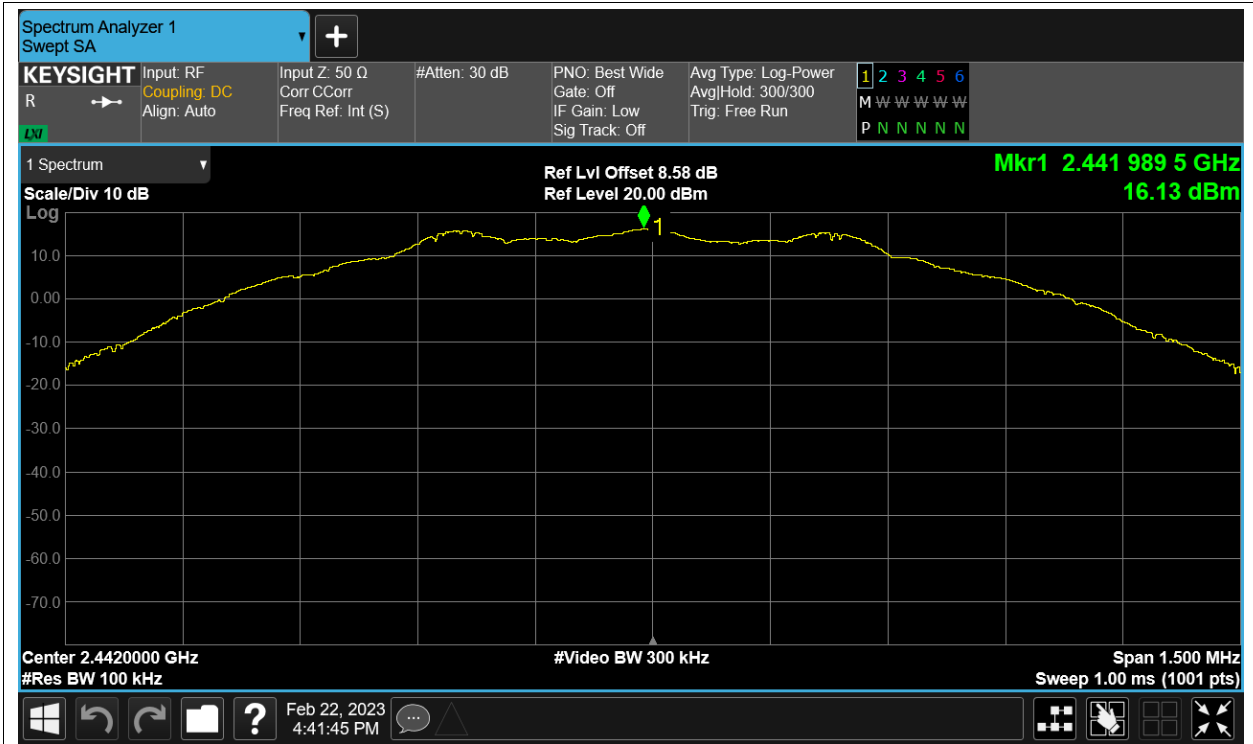 Spectrum Analyzer 1
Swept SA
KEYSIGHT
R
LXI
Input: RF
Coupling: DC
Align: Auto
Input Z: 50 Ω
Corr CCorr
Freq Ref: Int (S)
#Atten: 30 dB
PNO: Best Wide
Gate: Off
IF Gain: Low
Sig Track: Off
Avg Type: Log-Power
Avg|Hold: 300/300
Trig: Free Run
1 2 3 4 5 6
M W W W W W
P N N N N N
1 Spectrum
Scale/Div 10 dB
Log
Ref Lvl Offset 8.58 dB
Ref Level 20.00 dBm
Mkr1 2.441 989 5 GHz
16.13 dBm
1
10.0
0.00
-10.0
-20.0
-30.0
-40.0
-50.0
-60.0
-70.0
Center 2.4420000 GHz
#Res BW 100 kHz
#Video BW 300 kHz
Span 1.500 MHz
Sweep 1.00 ms (1001 pts)
?
Feb 22, 2023
4:41:45 PM